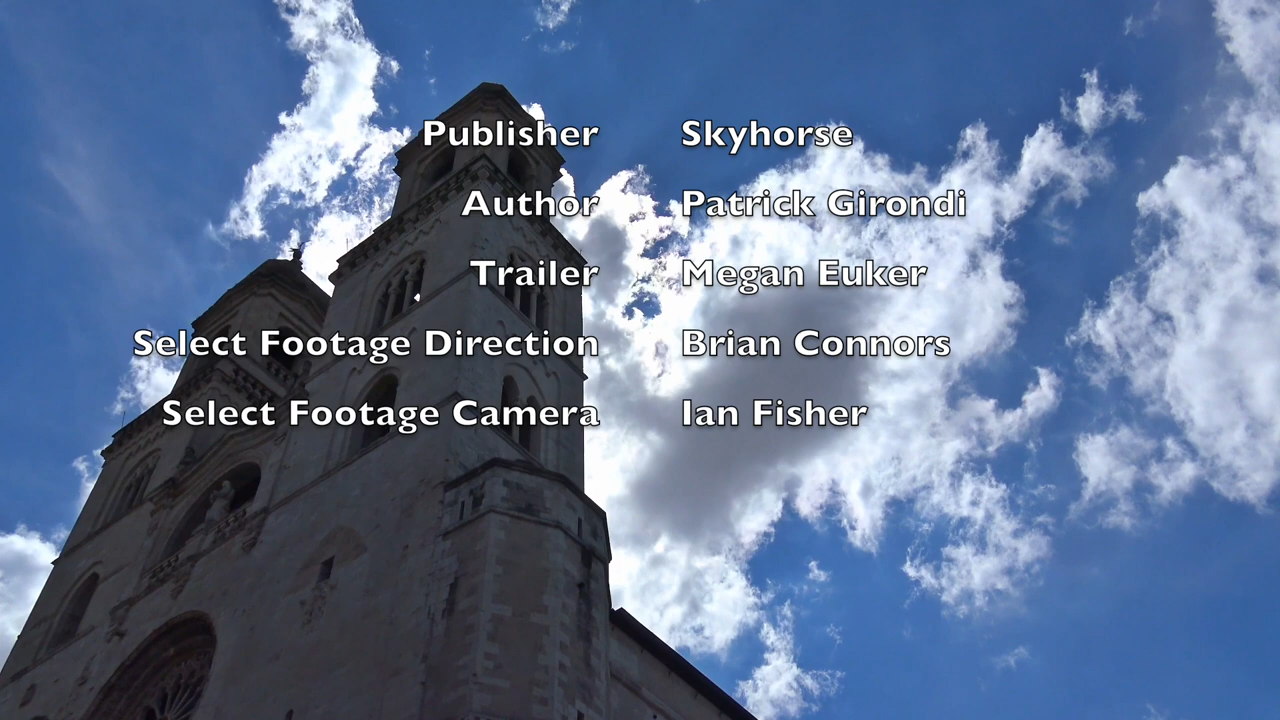 Publisher Skyhorse
Author Patrick Girondi
Trailer Megan Euker
Select Footage Direction Brian Connors
Select Footage Camera Ian Fisher